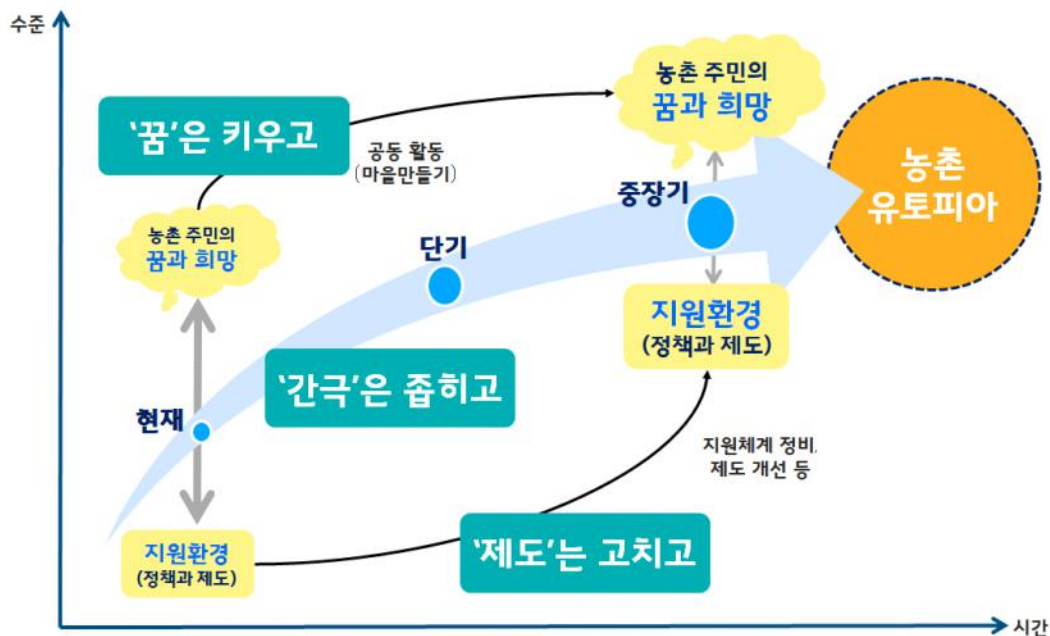 수준
농촌 주민의
꿈과 희망
'꿈'은 키우고
공동 활동
(마을만들기)
농촌
유토피아
중장기
농촌 주민의
꿈과 희망
단기
지원환경
(정책과 제도)
'간극'은 좁히고
현재
지원체계 정비,
제도 개선 등
'제도'는 고치고
지원환경
(정책과 제도)
시간